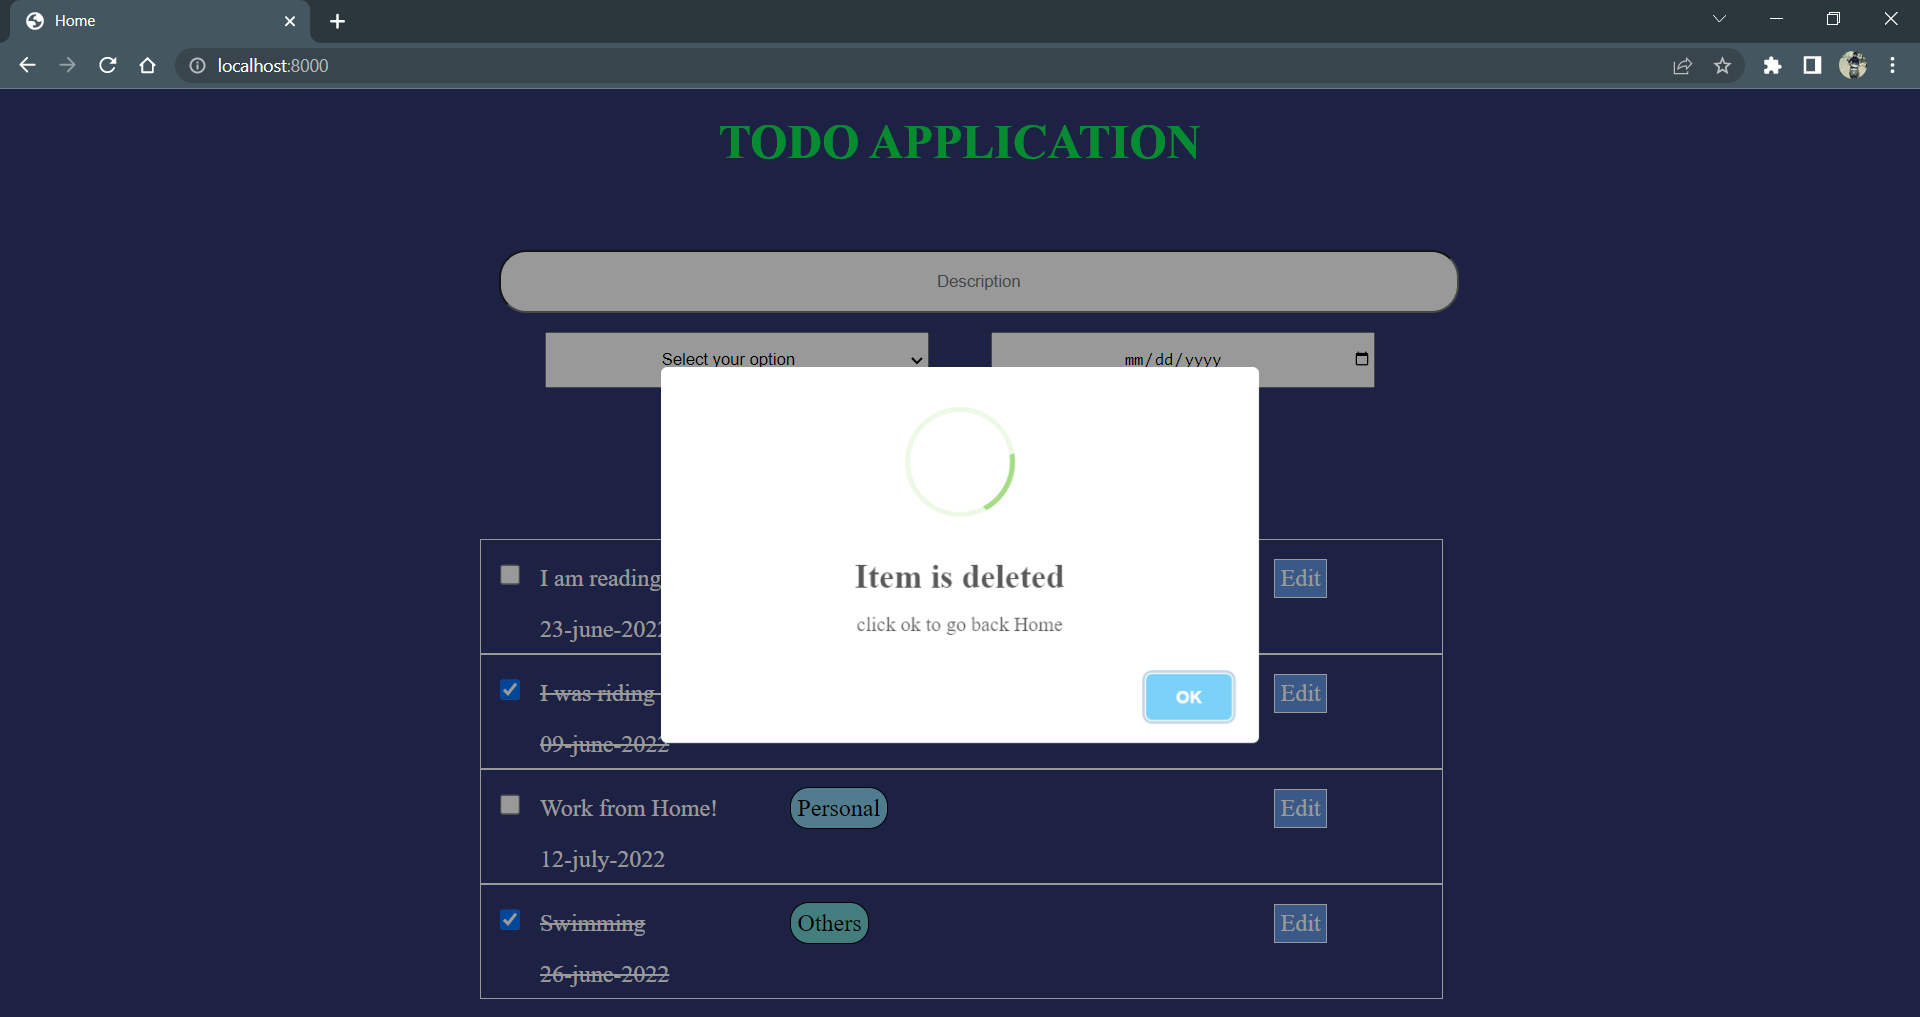 Home
localhost:8000
TODO APPLICATION
Description
Select your option
mm/dd/yyyy
Item is deleted
click ok to go back Home
OK
I am reading
Edit
23-june-2022
I was riding
Edit
09-june-2022
Work from Home!
Personal
Edit
12-july-2022
Swimming
Others
Edit
26-june-2022